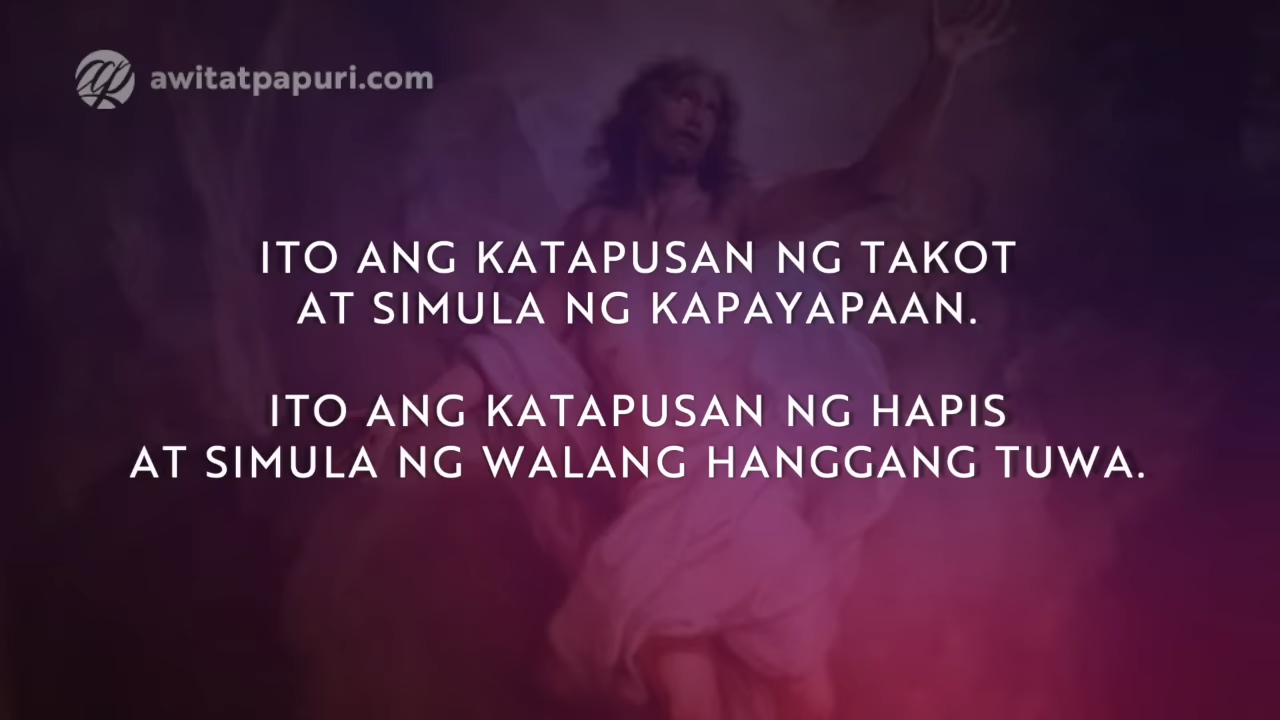 awitatpapuri.com
ITO ANG KATAPUSAN NG TAKOT
AT SIMULA NG KAPAYAPAAN.
ITO ANG KATAPUSAN NG HAPIS
AT SIMULA NG WALANG HANGGANG TUWA.